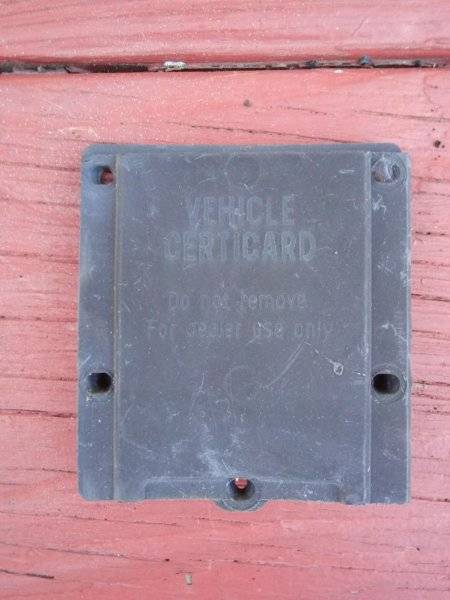 VEHICLE
CERTICARD
Do not remove
For dealer use only